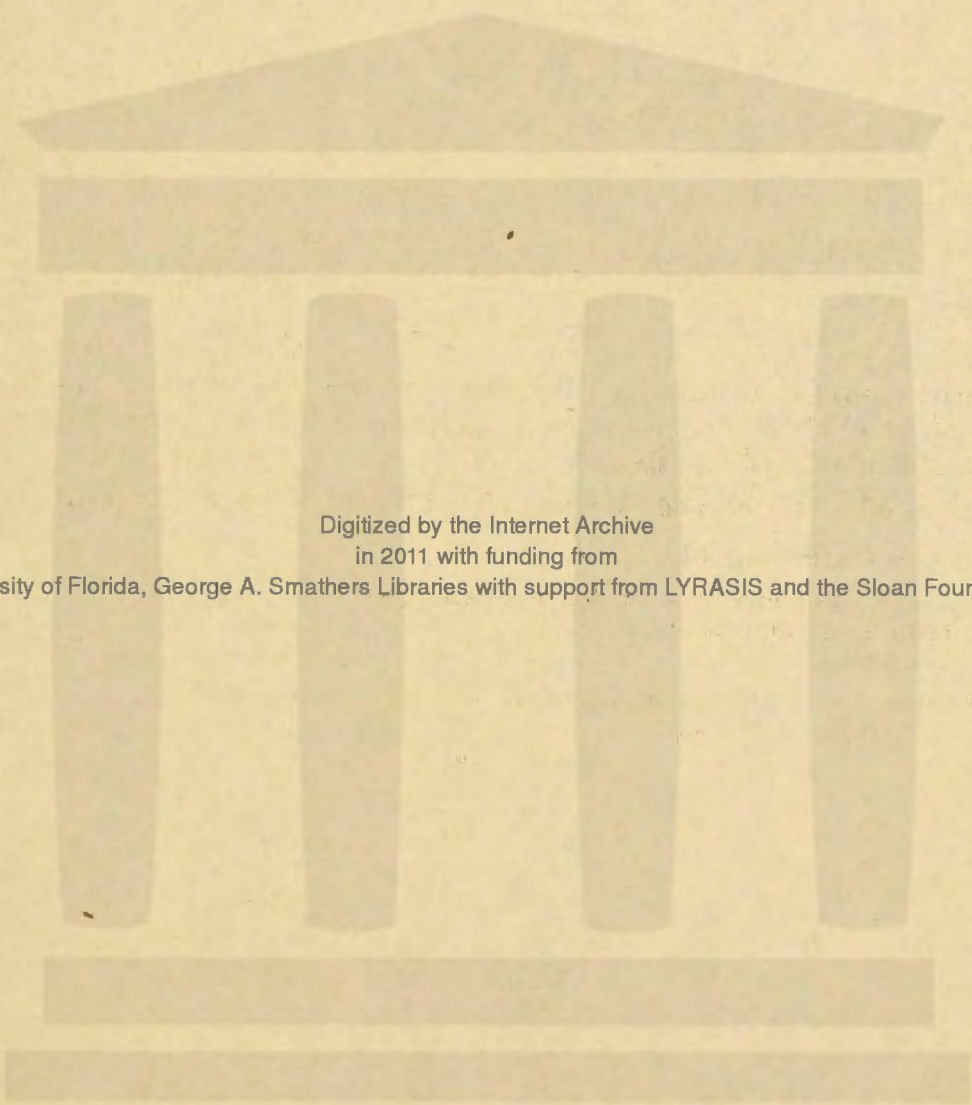 Digitized by the Internet Archive
in 2011 with funding from
sity of Florida, George A. Smathers Libraries with support from LYRASIS and the Sloan Four